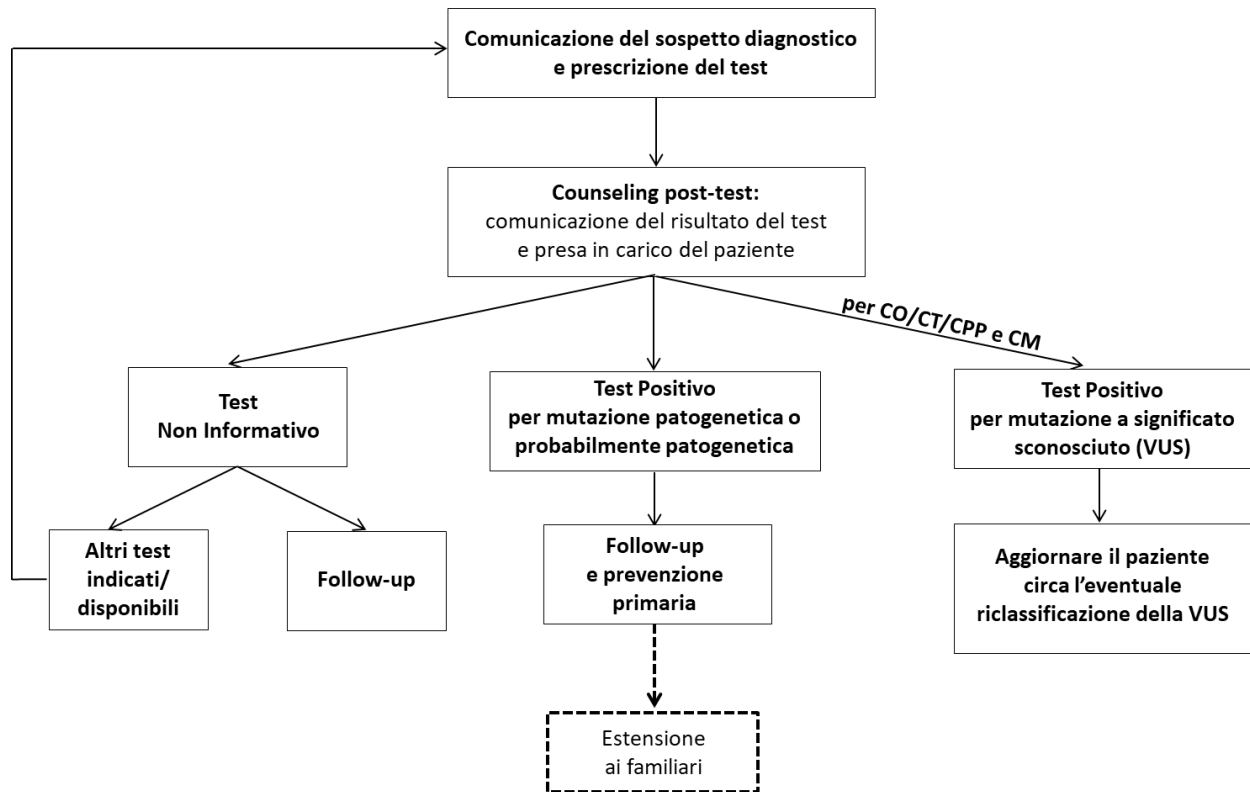 Comunicazione del sospetto diagnostico
e prescrizione del test
Counseling post-test:
comunicazione del risultato del test
e presa in carico del paziente
per CO/CT/CPP e CM
Test
Non Informativo
Test Positivo
per mutazione patogenetica o
probabilmente patogenetica
Test Positivo
per mutazione a significato
sconosciuto (VUS)
Altri test
indicati/
disponibili
Follow-up
Follow-up
e prevenzione
primaria
Aggiornare il paziente
circa l’eventuale
riclassificazione della VUS
Estensione
ai familiari